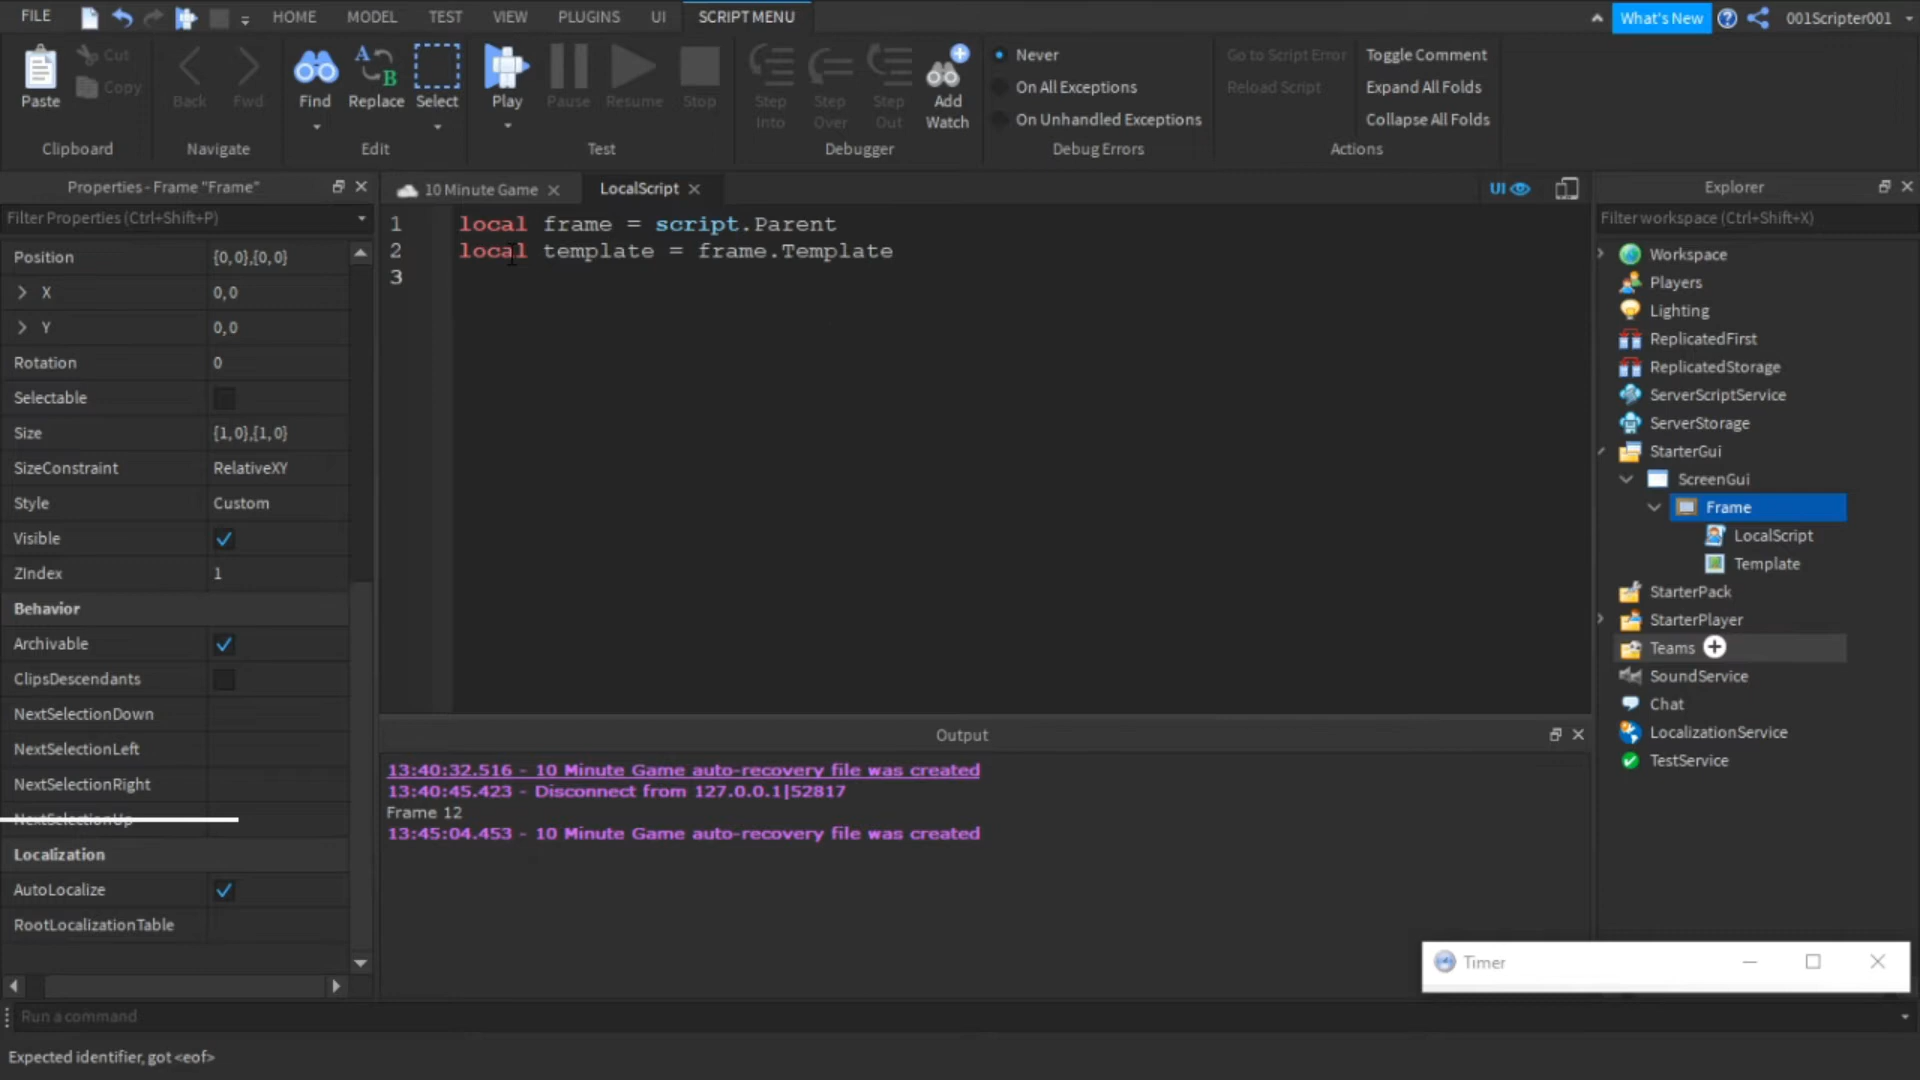 FILE HOME MODEL TEST VIEW PLUGINS UI SCRIPT MENU What's New 001Scripter001
Paste Cut Copy
Clipboard
Back Fwd
Navigate
Find Replace Select
Edit
Play Pause Resume Stop
Test
Step Into Step Over Step Out Add Watch
Debugger
Never
On All Exceptions
On Unhandled Exceptions
Debug Errors
Go to Script Error
Reload Script
Toggle Comment
Expand All Folds
Collapse All Folds
Actions
Properties - Frame "Frame"
Filter Properties (Ctrl+Shift+P)
Position {0, 0},{0, 0}
X 0, 0
Y 0, 0
Rotation 0
Selectable
Size {1, 0},{1, 0}
SizeConstraint RelativeXY
Style Custom
Visible
ZIndex 1
Behavior
Archivable
ClipsDescendants
NextSelectionDown
NextSelectionLeft
NextSelectionRight
NextSelectionUp
Localization
AutoLocalize
RootLocalizationTable
10 Minute Game LocalScript UI
1 local frame = script.Parent
2 local template = frame.Template
3
Output
13:40:32.516 - 10 Minute Game auto-recovery file was created
13:40:45.423 - Disconnect from 127.0.0.1|52817
Frame 12
13:45:04.453 - 10 Minute Game auto-recovery file was created
Explorer
Filter workspace (Ctrl+Shift+X)
Workspace
Players
Lighting
ReplicatedFirst
ReplicatedStorage
ServerScriptService
ServerStorage
StarterGui
ScreenGui
Frame
LocalScript
Template
StarterPack
StarterPlayer
Teams
SoundService
Chat
LocalizationService
TestService
Timer
Run a command
Expected identifier, got <eof>